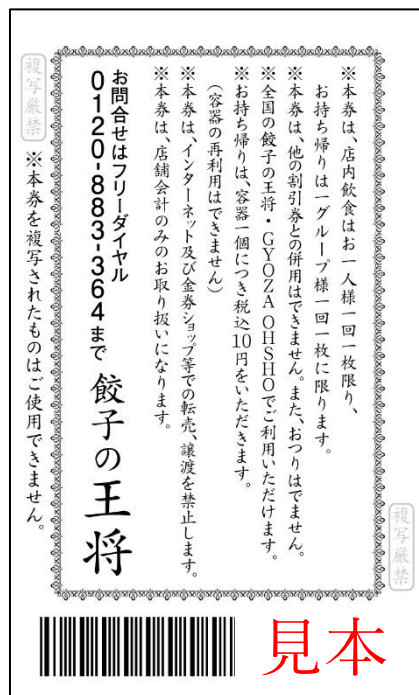 ※本券は、店内飲食はお一人様一回一枚限り、
お持ち帰りは一グループ様一回一枚に限ります。
※本券は、他の割引券との併用はできません。また、おつりはでません。
※全国の餃子の王将・GYOZA OHSHOでご利用いただけます。
※お持ち帰りは、容器一個につき税込10円をいただきます。
(容器の再利用はできません)
※本券は、インターネット及び金券ショップ等での転売、譲渡を禁止します。
※本券は、店舗会計のみのお取り扱いになります。
お問合せはフリーダイヤル
0120-883-364まで
餃子の王将
複写厳禁
※本券を複写されたものはご使用できません。
複写厳禁
見本